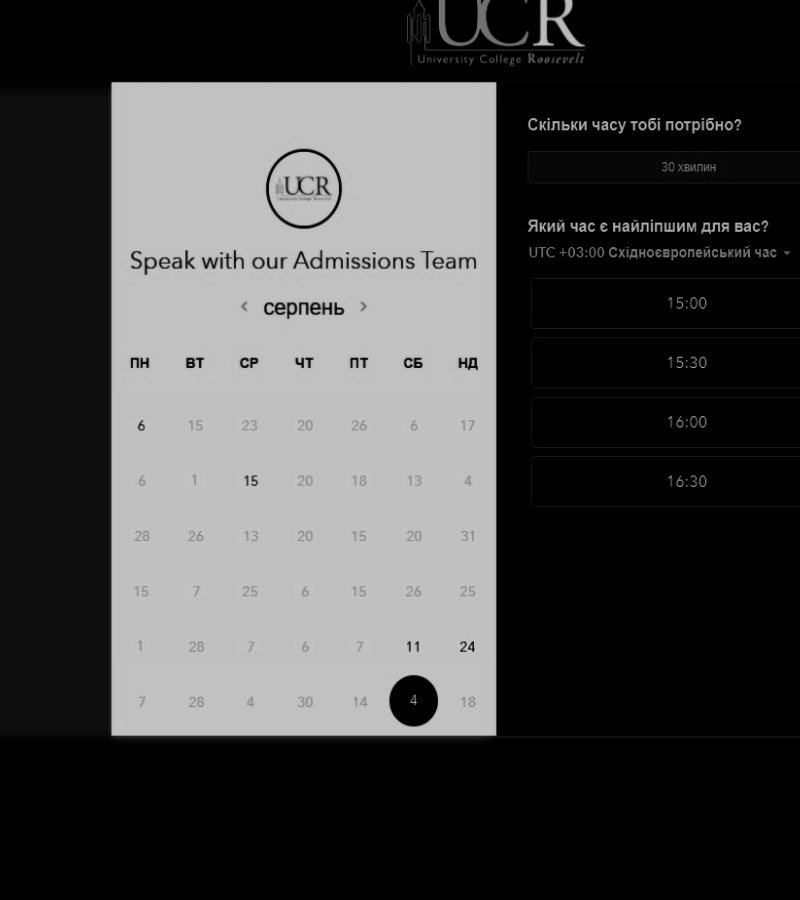 UCR
University College Roosevelt
UCR
University College Roosevelt
Speak with our Admissions Team
< серпень >
ПН ВТ СР ЧТ ПТ СБ НД
6 15 23 20 26 6 17
6 1 15 20 18 13 4
28 26 13 20 15 20 31
15 7 25 6 15 26 25
1 28 7 6 7 11 24
7 28 4 30 14 4 18
Скільки часу тобі потрібно?
30 хвилин
Який час є найліпшим для вас?
UTC +03:00 Східноєвропейський час
15:00
15:30
16:00
16:30